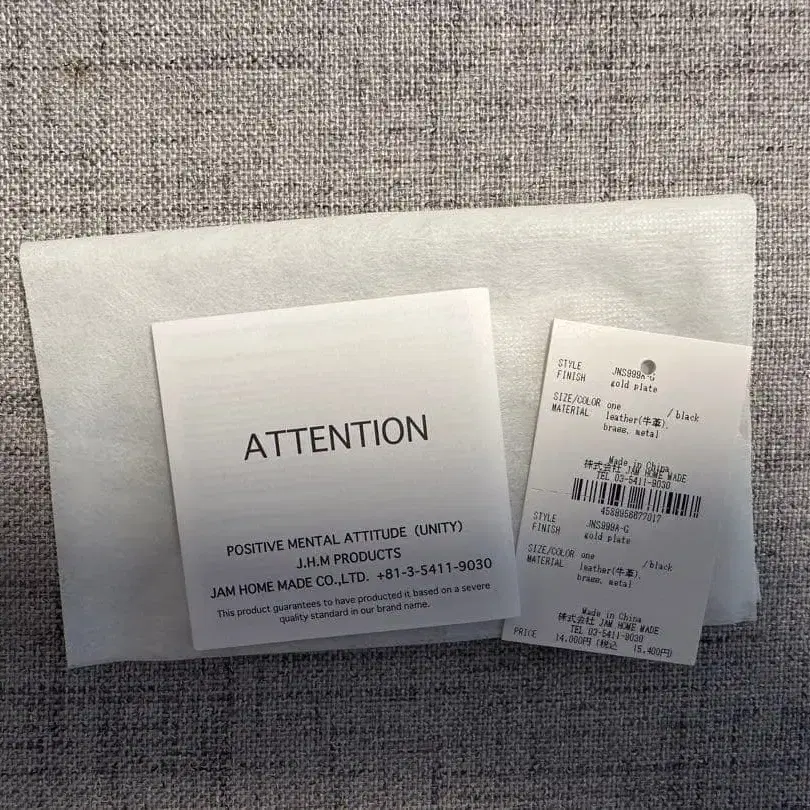 ATTENTION
POSITIVE MENTAL ATTITUDE (UNITY)
J.H.M PRODUCTS
JAM HOME MADE CO.,LTD. +81-3-5411-9030
This product guarantees to have producted it based on a severe
quality standard in our brand name.
STYLE JNS999A-G
FINISH gold plate
SIZE/COLOR one /black
MATERIAL leather(牛革),
brass, metal
Made in China
株式会社 JAM HOME MADE
TEL 03-5411-9030
4538956677017
STYLE JNS999A-G
FINISH gold plate
SIZE/COLOR one /black
MATERIAL leather(牛革),
brass, metal
Made in China
株式会社 JAM HOME MADE
TEL 03-5411-9030
PRICE 14,000円(税込 15,400円)